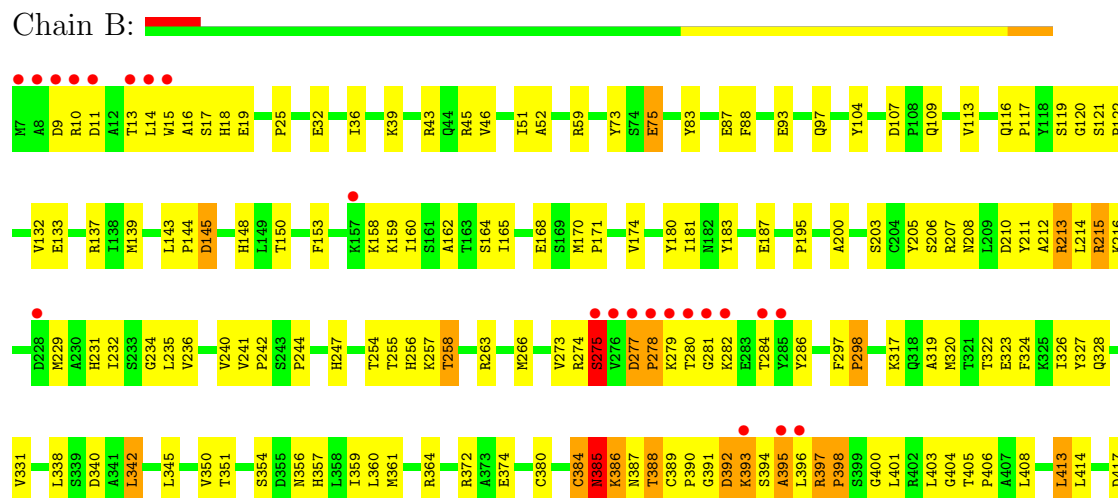 Chain B:
M7 A8 D9 R10 D11 A12 T13 L14 W15 A16 S17 H18 E19 P25 E32 I36 K39 R43 Q44 R45 V46 I51 A52 R59 Y73 S74 E75 Y83 E87 F88 E93 Q97 Y104 D107 P108 Q109 V113 Q116 P117 Y118 S119 G120 S121
V132 E133 R137 I138 M139 L143 P144 D145 H148 L149 T150 F153 K157 K158 K159 I160 S161 A162 T163 S164 I165 E168 S169 M170 P171 V174 Y180 I181 N182 Y183 E187 P195 A200 S203 C204 Y205 S206 R207 N208 L209 D210 Y211 A212 R213 L214 R215 K216
D228 M229 A230 H231 I232 S233 G234 L235 V236 V240 V241 P242 S243 P244 H247 T254 T255 H256 K257 T258 R263 M266 V273 R274 S275 V276 D277 P278 K279 T280 G281 K282 E283 T284 Y285 Y286 F297 P298 K317 Q318 A319 M320 T321 T322 E323 F324 K325 I326 Y327 Q328
V331 L338 S339 D340 A341 L342 L345 V350 T351 S354 D355 N356 H357 L358 I359 L360 M361 R364 R372 A373 E374 C380 C384 N385 K386 N387 T388 C389 P390 G391 D392 K393 S394 A395 L396 R397 P398 S399 G400 L401 R402 L403 G404 T405 P406 A407 L408 L413 L414